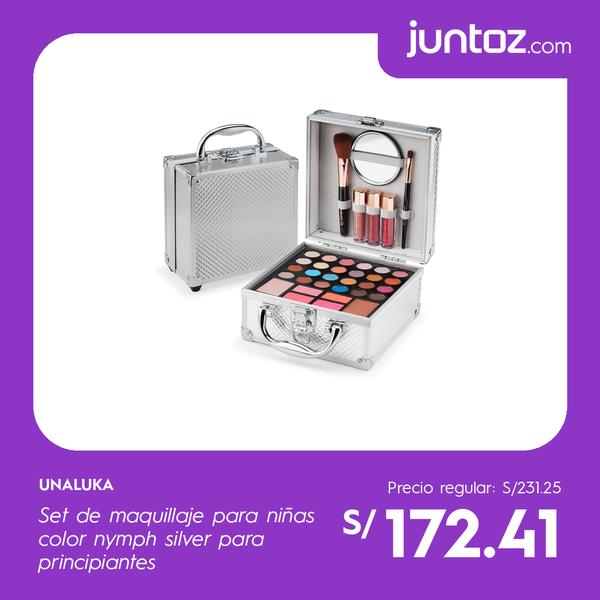 juntoz.com
UNALUKA
Set de maquillaje para niñas
color nymph silver para
principiantes
Precio regular: S/231.25
S/ 172.41